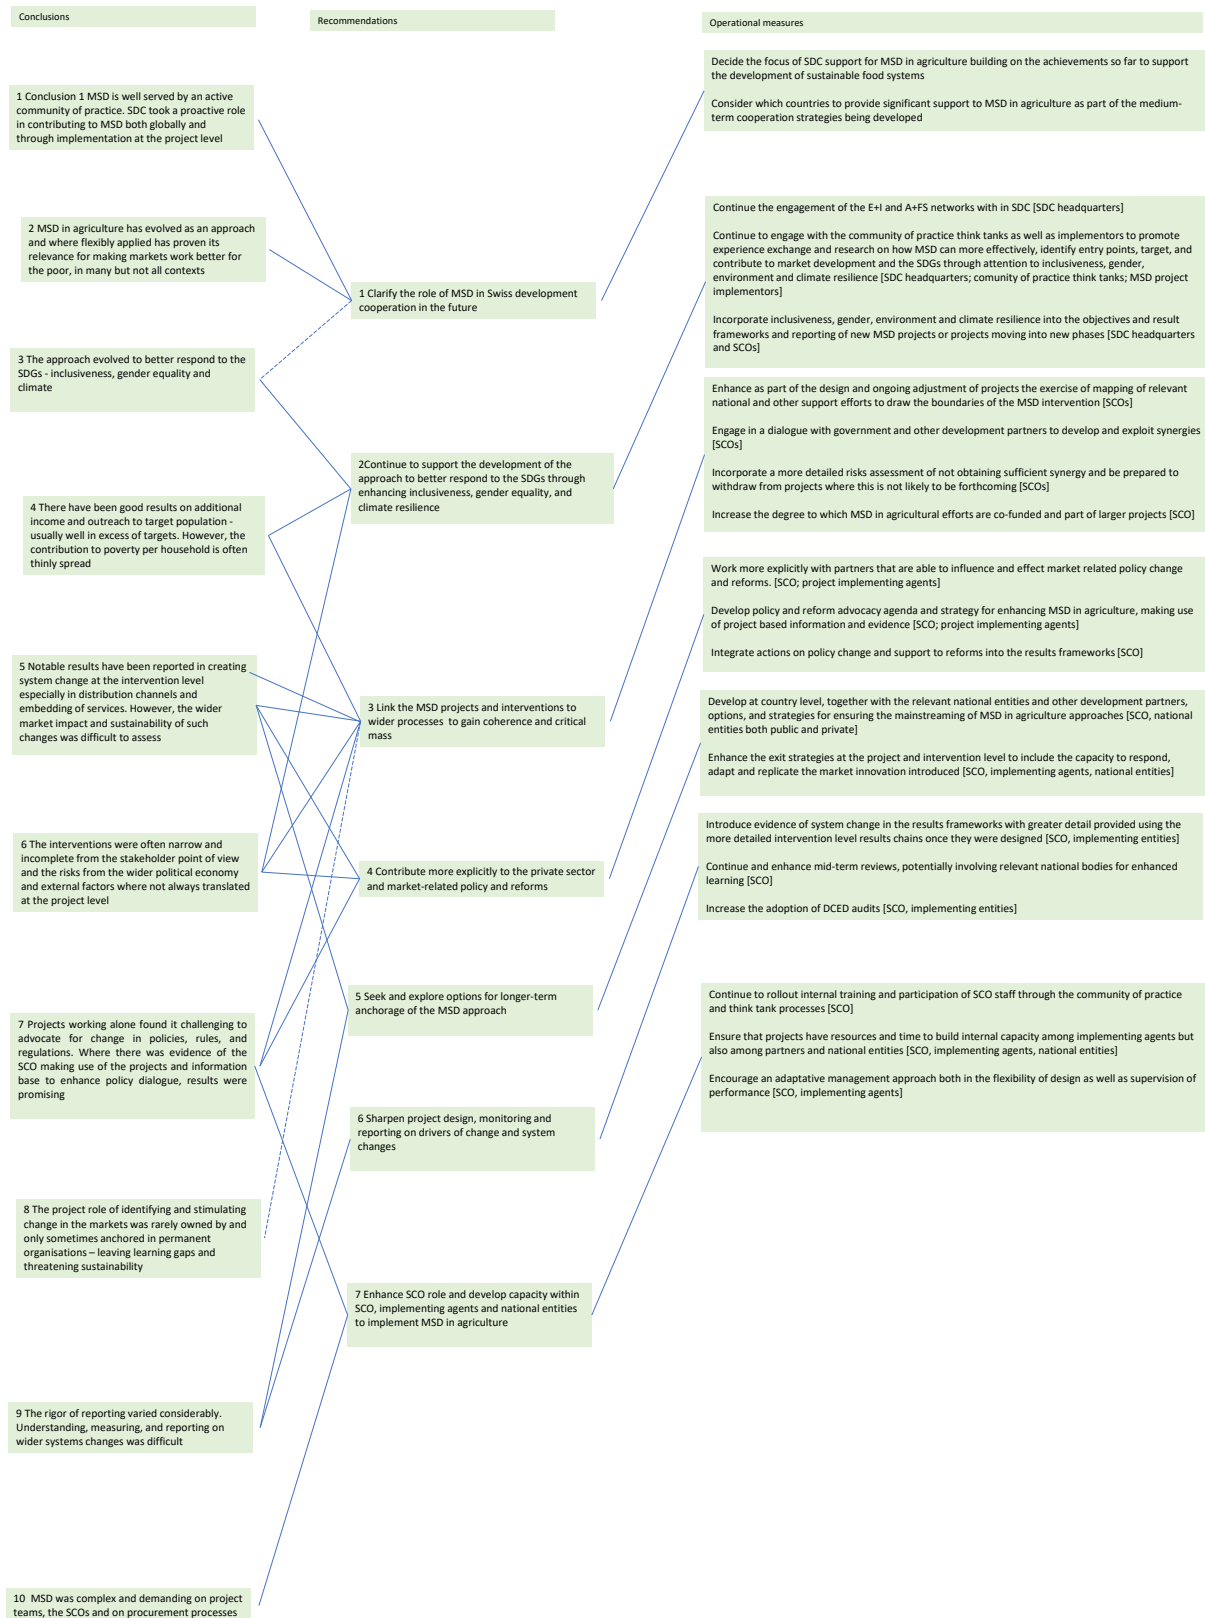 Conclusions
Recommendations
Operational measures
1 Conclusion 1 MSD is well served by an active
community of practice. SDC took a proactive role
in contributing to MSD both globally and
through implementation at the project level
2 MSD in agriculture has evolved as an approach
and where flexibly applied has proven its
relevance for making markets work better for
the poor, in many but not all contexts
3 The approach evolved to better respond to the
SDGs - inclusiveness, gender equality and
climate
4 There have been good results on additional
income and outreach to target population -
usually well in excess of targets. However, the
contribution to poverty per household is often
thinly spread
5 Notable results have been reported in creating
system change at the intervention level
especially in distribution channels and
embedding of services. However, the wider
market impact and sustainability of such
changes was difficult to assess
6 The interventions were often narrow and
incomplete from the stakeholder point of view
and the risks from the wider political economy
and external factors where not always translated
at the project level
7 Projects working alone found it challenging to
advocate for change in policies, rules, and
regulations. Where there was evidence of the
SCO making use of the projects and information
base to enhance policy dialogue, results were
promising
8 The project role of identifying and stimulating
change in the markets was rarely owned by and
only sometimes anchored in permanent
organisations – leaving learning gaps and
threatening sustainability
9 The rigor of reporting varied considerably.
Understanding, measuring, and reporting on
wider systems changes was difficult
10 MSD was complex and demanding on project
teams, the SCOs and on procurement processes
1 Clarify the role of MSD in Swiss development
cooperation in the future
2Continue to support the development of the
approach to better respond to the SDGs through
enhancing inclusiveness, gender equality, and
climate resilience
3 Link the MSD projects and interventions to
wider processes to gain coherence and critical
mass
4 Contribute more explicitly to the private sector
and market-related policy and reforms
5 Seek and explore options for longer-term
anchorage of the MSD approach
6 Sharpen project design, monitoring and
reporting on drivers of change and system
changes
7 Enhance SCO role and develop capacity within
SCO, implementing agents and national entities
to implement MSD in agriculture
Decide the focus of SDC support for MSD in agriculture building on the achievements so far to support
the development of sustainable food systems
Consider which countries to provide significant support to MSD in agriculture as part of the medium-
term cooperation strategies being developed
Continue the engagement of the E+I and A+FS networks with in SDC [SDC headquarters]
Continue to engage with the community of practice think tanks as well as implementors to promote
experience exchange and research on how MSD can more effectively, identify entry points, target, and
contribute to market development and the SDGs through attention to inclusiveness, gender,
environment and climate resilience [SDC headquarters; comunity of practice think tanks; MSD project
implementors]
Incorporate inclusiveness, gender, environment and climate resilience into the objectives and result
frameworks and reporting of new MSD projects or projects moving into new phases [SDC headquarters
and SCOs]
Enhance as part of the design and ongoing adjustment of projects the exercise of mapping of relevant
national and other support efforts to draw the boundaries of the MSD intervention [SCOs]
Engage in a dialogue with government and other development partners to develop and exploit synergies
[SCOs]
Incorporate a more detailed risks assessment of not obtaining sufficient synergy and be prepared to
withdraw from projects where this is not likely to be forthcoming [SCOs]
Increase the degree to which MSD in agricultural efforts are co-funded and part of larger projects [SCO]
Work more explicitly with partners that are able to influence and effect market related policy change
and reforms. [SCO; project implementing agents]
Develop policy and reform advocacy agenda and strategy for enhancing MSD in agriculture, making use
of project based information and evidence [SCO; project implementing agents]
Integrate actions on policy change and support to reforms into the results frameworks [SCO]
Develop at country level, together with the relevant national entities and other development partners,
options, and strategies for ensuring the mainstreaming of MSD in agriculture approaches [SCO, national
entities both public and private]
Enhance the exit strategies at the project and intervention level to include the capacity to respond,
adapt and replicate the market innovation introduced [SCO, implementing agents, national entities]
Introduce evidence of system change in the results frameworks with greater detail provided using the
more detailed intervention level results chains once they were designed [SCO, implementing entities]
Continue and enhance mid-term reviews, potentially involving relevant national bodies for enhanced
learning [SCO]
Increase the adoption of DCED audits [SCO, implementing entities]
Continue to rollout internal training and participation of SCO staff through the community of practice
and think tank processes [SCO]
Ensure that projects have resources and time to build internal capacity among implementing agents but
also among partners and national entities [SCO, implementing agents, national entities]
Encourage an adaptative management approach both in the flexibility of design as well as supervision of
performance [SCO, implementing agents]